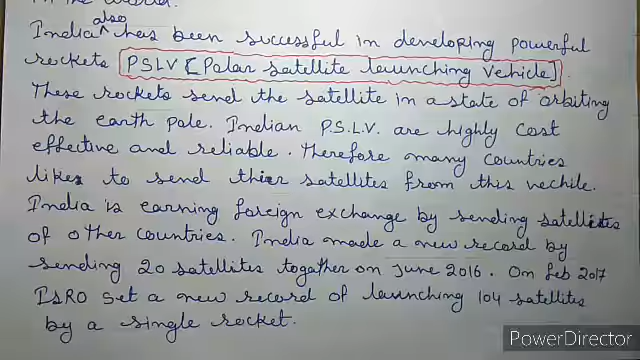 in the world.
India also has been successful in developing powerful
rockets PSLV [Polar satellite launching vehicle].
These rockets send the satellite in a state of orbiting
the earth pole. Indian P.S.L.V. are highly cost
effective and reliable. Therefore many countries
likes to send thier satellites from this vechile.
India is earning foreign exchange by sending satellites
of other countries. India made a new record by
sending 20 satellites together on June 2016. On feb 2017
ISRO set a new record of launching 104 satellites
by a single rocket.
PowerDirector